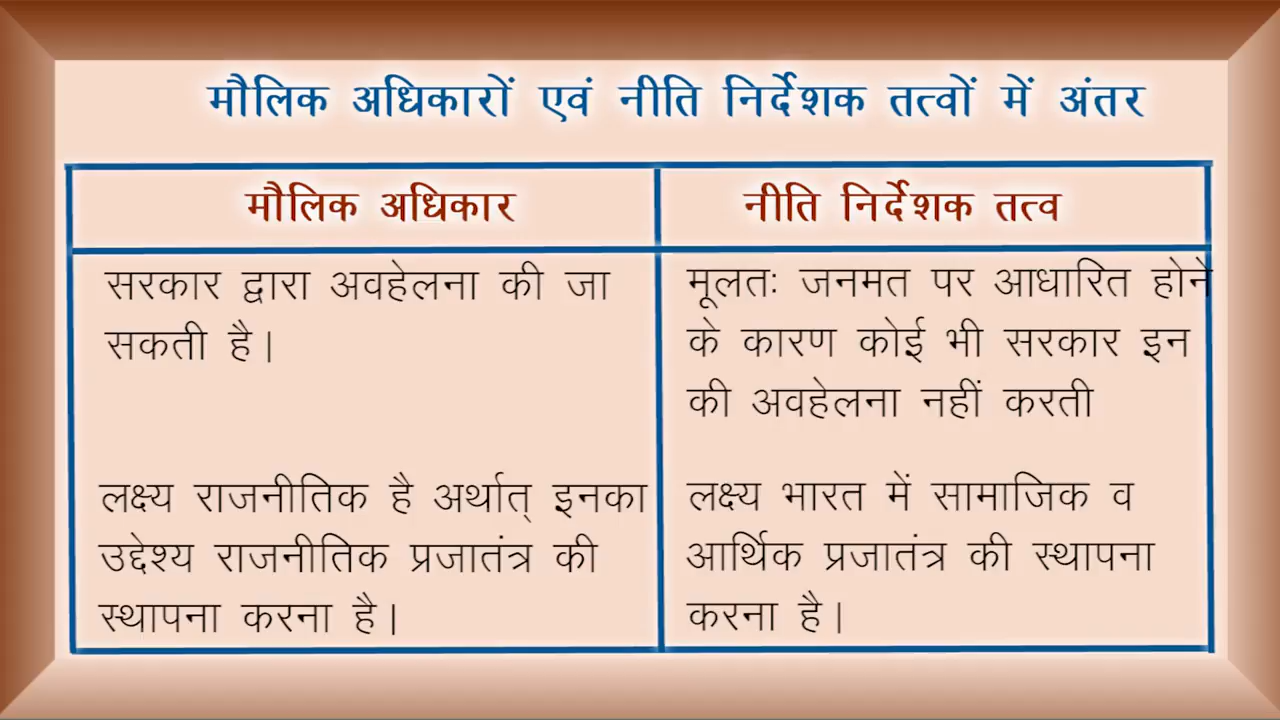 मौलिक अधिकारों एवं नीति निर्देशक तत्वों में अंतर
मौलिक अधिकार
नीति निर्देशक तत्व
सरकार द्वारा अवहेलना की जा
सकती है।
मूलतः जनमत पर आधारित होने
के कारण कोई भी सरकार इन
की अवहेलना नहीं करती
लक्ष्य राजनीतिक है अर्थात् इनका
उद्देश्य राजनीतिक प्रजातंत्र की
स्थापना करना है।
लक्ष्य भारत में सामाजिक व
आर्थिक प्रजातंत्र की स्थापना
करना है।